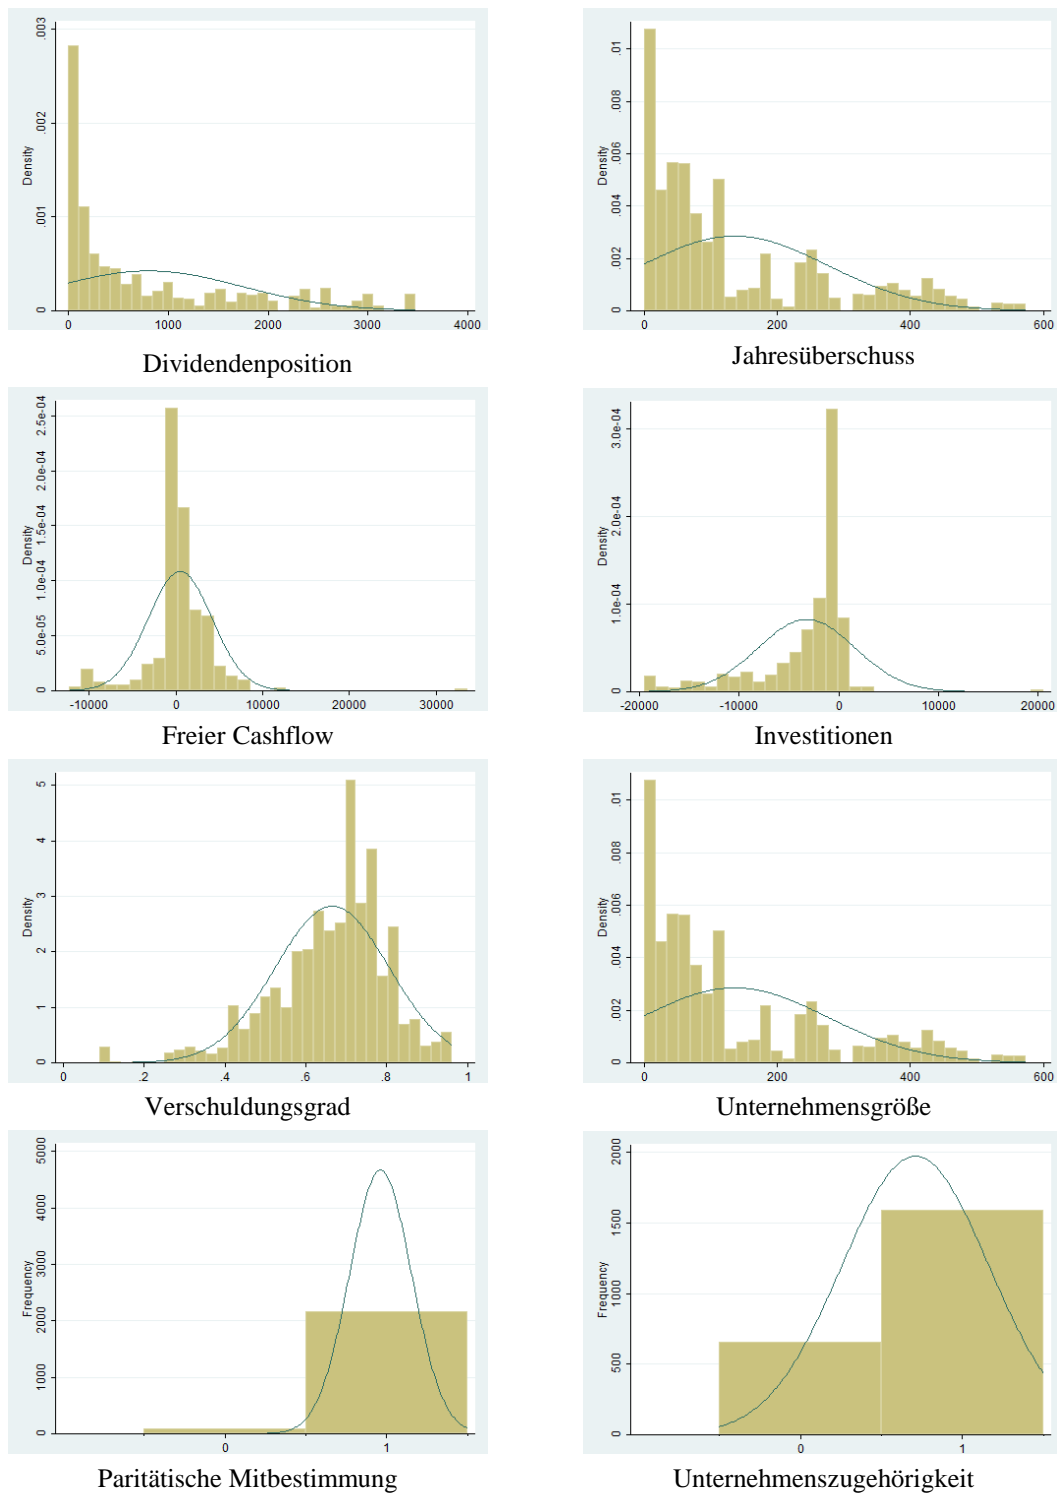 .003
.002
.001
0
Density
0 1000 2000 3000 4000
Dividendenposition
.01
.008
.006
.004
.002
0
Density
0 200 400 600
Jahresüberschuss
2.5e-04
2.0e-04
1.5e-04
1.0e-04
5.0e-05
0
Density
-10000 0 10000 20000 30000
Freier Cashflow
3.0e-04
2.0e-04
1.0e-04
0
Density
-20000 -10000 0 10000 20000
Investitionen
5
4
3
2
1
0
Density
0 .2 .4 .6 .8 1
Verschuldungsgrad
.01
.008
.006
.004
.002
0
Density
0 200 400 600
Unternehmensgröße
5000
4000
3000
2000
1000
0
Frequency
0 1
Paritätische Mitbestimmung
2000
1500
1000
500
0
Frequency
0 1
Unternehmenszugehörigkeit